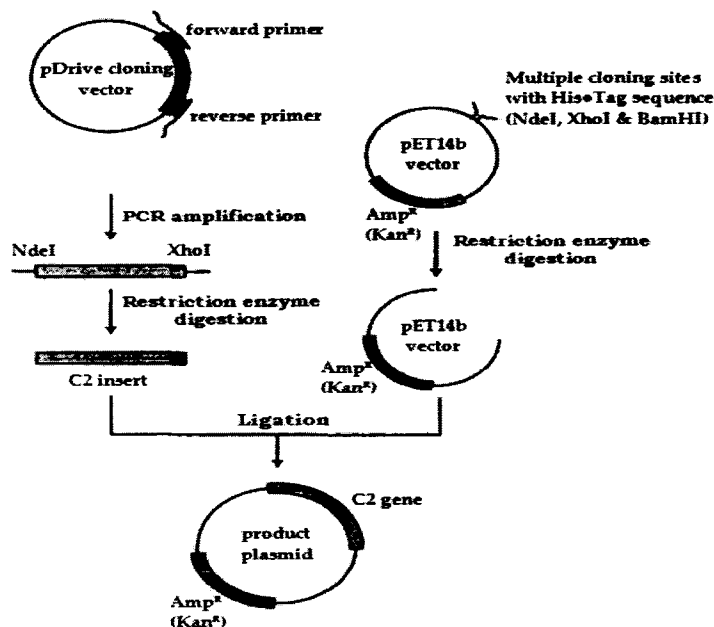 forward primer
pDrive cloning
vector
reverse primer
Multiple cloning sites
with His•Tag sequence
(NdeI, XhoI & BamHI)
pET14b
vector
Amp^R
(Kan^R)
PCR amplification
Restriction enzyme
digestion
NdeI
XhoI
Restriction enzyme
digestion
C2 insert
pET14b
vector
Amp^R
(Kan^R)
Ligation
C2 gene
product
plasmid
Amp^R
(Kan^R)